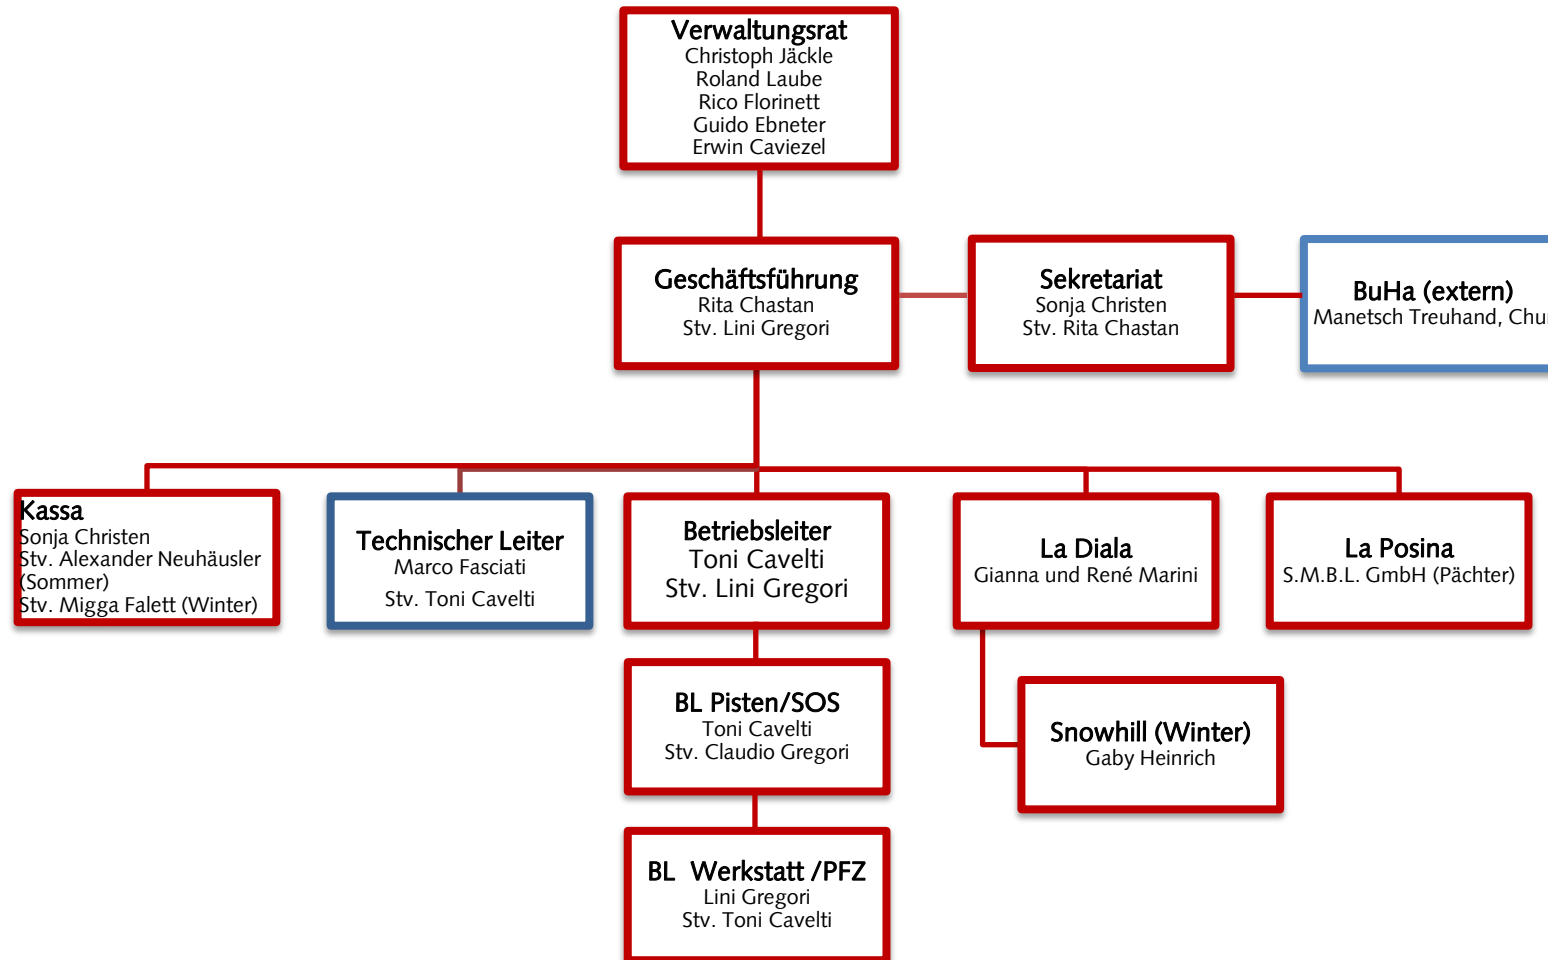 Verwaltungsrat
Christoph Jäckle
Roland Laube
Rico Florinett
Guido Ebneter
Erwin Caviezel
Geschäftsführung
Rita Chastan
Stv. Lini Gregori
Sekretariat
Sonja Christen
Stv. Rita Chastan
BuHa (extern)
Manetsch Treuhand,
Kassa
Sonja Christen
Stv. Alexander Neuhäusler
(Sommer)
Stv. Migga Falett (Winter)
Technischer Leiter
Marco Fasciati
Stv. Toni Cavelti
Betriebsleiter
Toni Cavelti
Stv. Lini Gregori
La Diala
Gianna und René Marini
La Posina
S.M.B.L. GmbH (Pächter)
BL Pisten/SOS
Toni Cavelti
Stv. Claudio Gregori
Snowhill (Winter)
Gaby Heinrich
BL Werkstatt /PFZ
Lini Gregori
Stv. Toni Cavelti